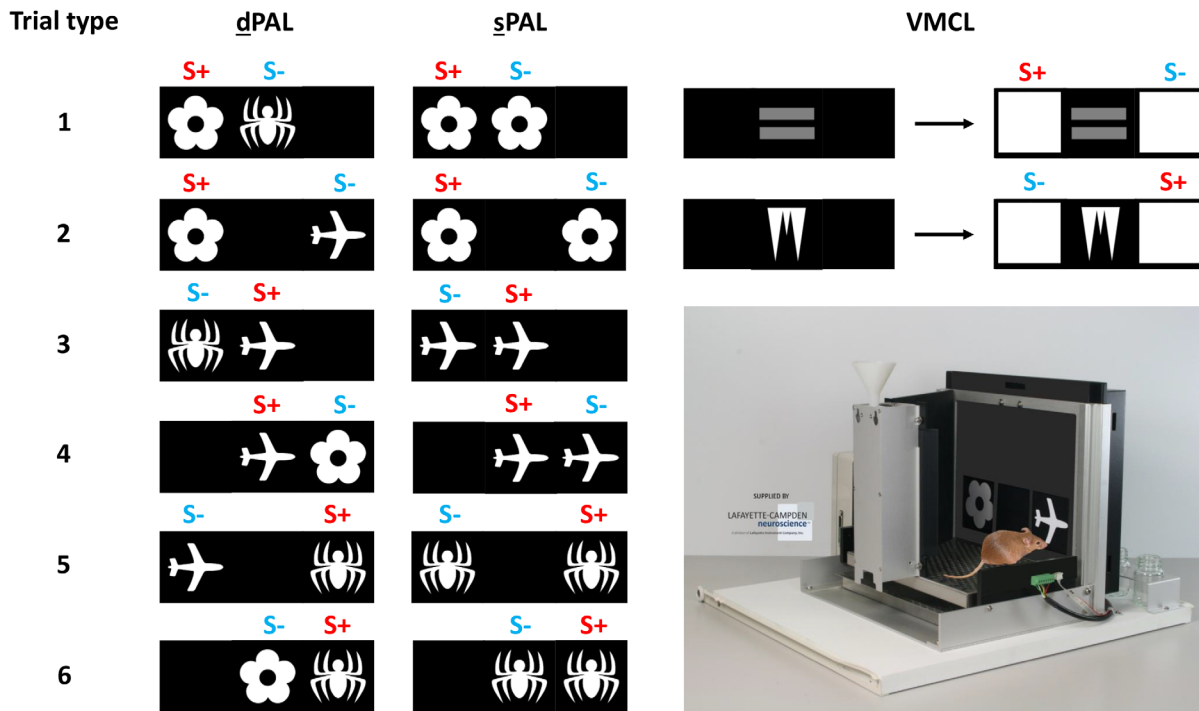 Trial type dPAL sPAL VMCL
S+ S- S+ S- S+ S-
1
S+ S- S+ S- S- S+
2
S- S+ S- S+
3
S+ S- S+ S-
4
SUPPLIED BY
LAFAYETTE-CAMPDEN
neuroscience
S- S+ S- S+
5
S- S+ S- S+
6